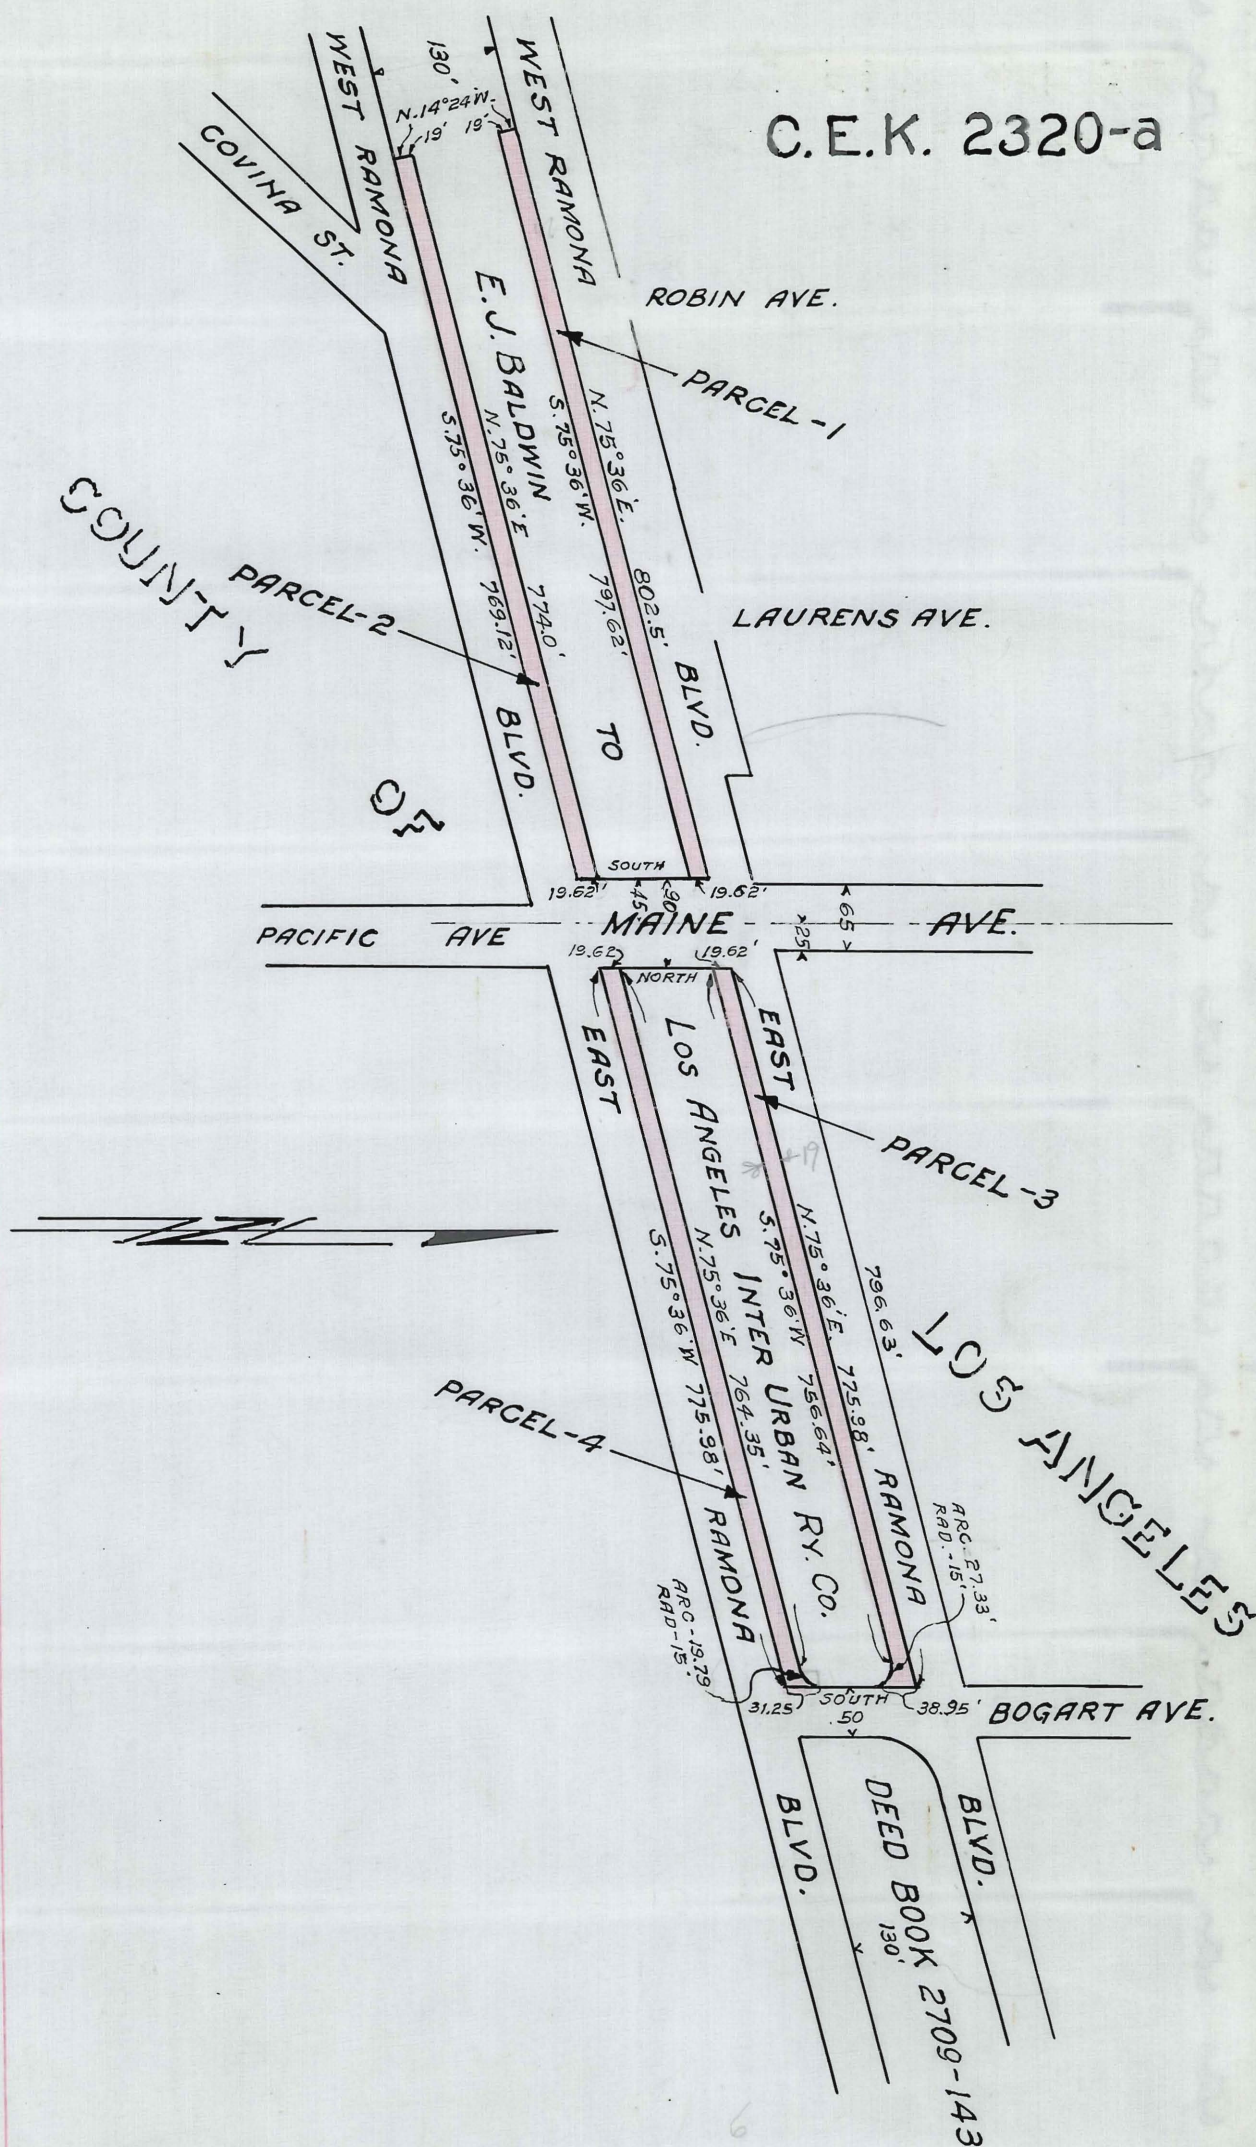 C.E.K. 2320-a
WEST RAMONA
130'
WEST RAMONA
N.14°24'W.
19'
19'
COVINA ST.
ROBIN AVE.
E.J. BALDWIN
PARCEL-1
N.75°36'E. 802.5'
S.75°36'W. 797.62'
N.75°36'E 774.0'
S.75°36'W. 769.12'
COUNTY
PARCEL-2
LAURENS AVE.
BLVD.
BLVD.
TO
OF
SOUTH
19.62'
45
90
19.62'
65
PACIFIC AVE
MAINE AVE.
25
19.62
19.62'
NORTH
EAST
EAST
LOS ANGELES INTER URBAN RY. CO.
PARCEL-3
19
N.75°36'E. 775.98'
S.75°36'W 756.64'
796.63'
N.75°36'E 764.35'
S.75°36'W 775.98'
LOS ANGELES
PARCEL-4
RAMONA
RAMONA
ARC-27.33'
RAD.-15'
ARC-19.79
RAD-15'
31.25'
SOUTH
50
38.95'
BOGART AVE.
BLVD.
BLVD.
DEED BOOK 2709-143
130'